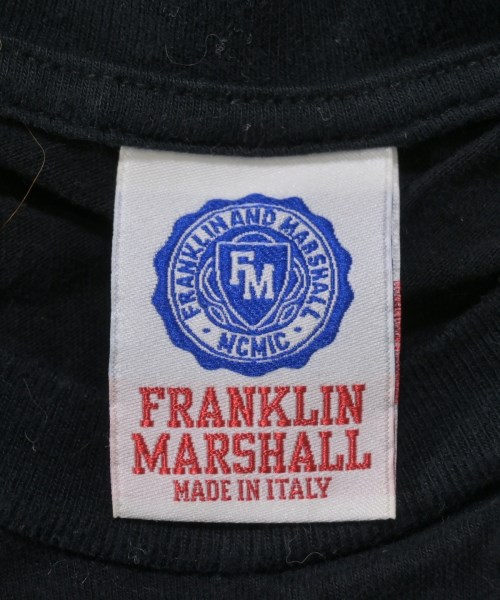 FRANKLIN AND MARSHALL
FM
MCMIC
FRANKLIN
MARSHALL
MADE IN ITALY